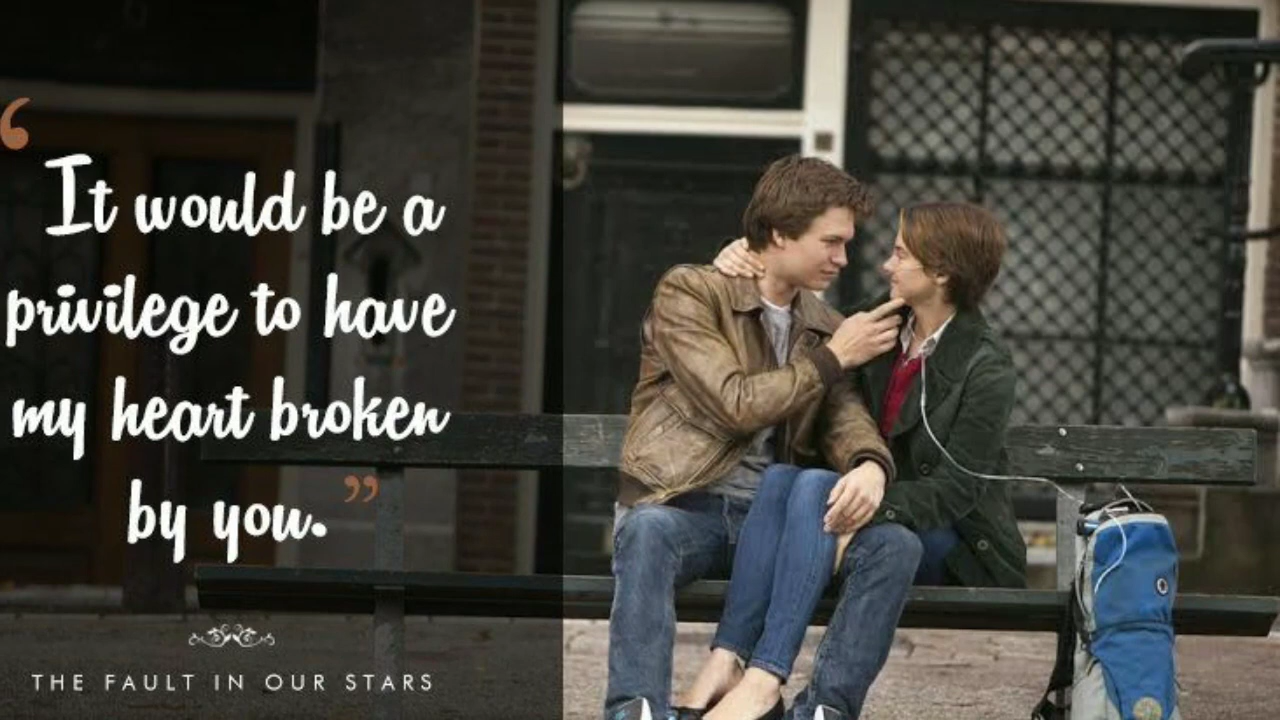 “It would be a
privilege to have
my heart broken
by you.”
THE FAULT IN OUR STARS